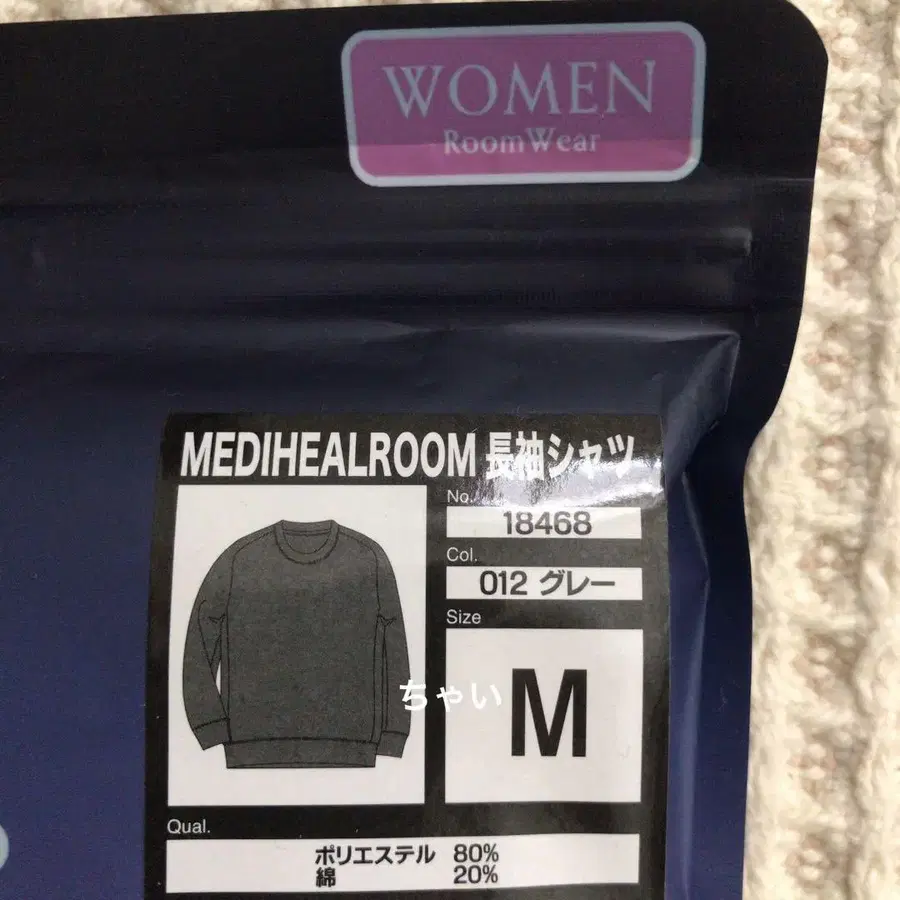 WOMEN
RoomWear
MEDIHEALROOM 長袖シャツ
No.
18468
Col.
012 グレー
Size
M
ちゃい
Qual.
ポリエステル 80%
綿 20%